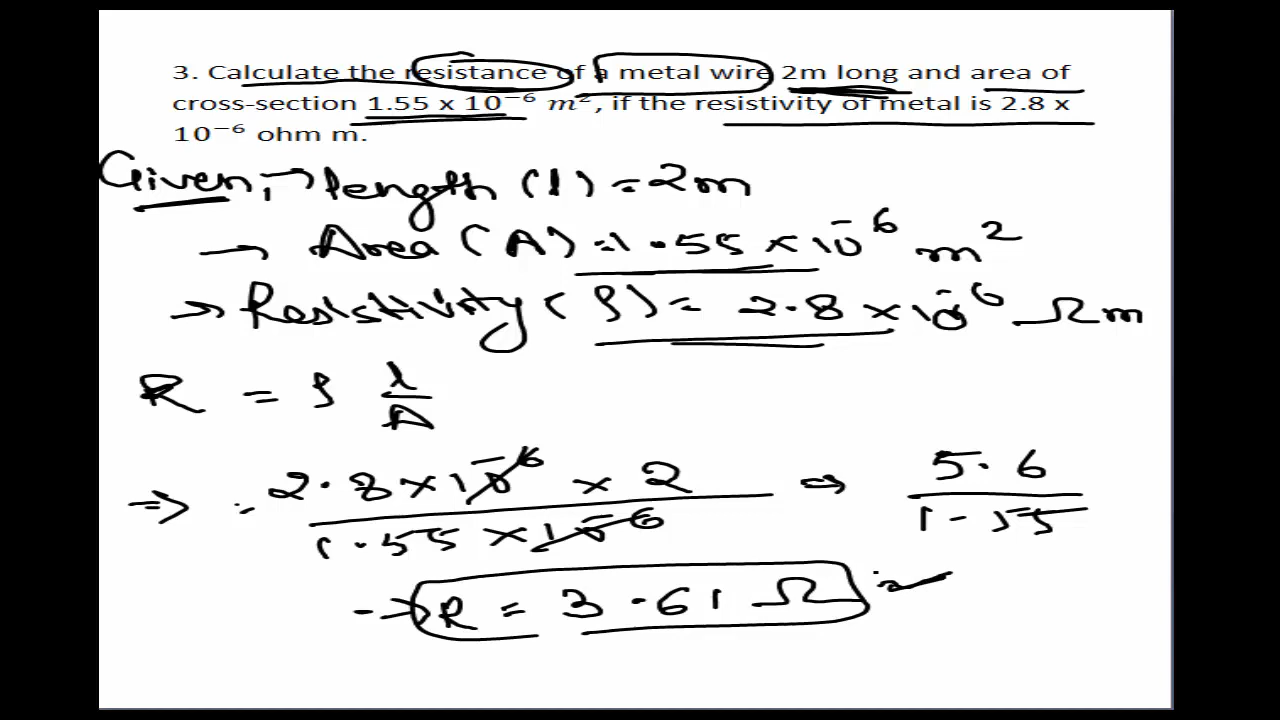 3. Calculate the resistance of a metal wire 2m long and area of
cross-section 1.55 x 10⁻⁶ m², if the resistivity of metal is 2.8 x
10⁻⁶ ohm m.
Given, → length (l) = 2m
→ Area (A) = 1.55 × 10⁻⁶ m²
→ Resistivity (ρ) = 2.8 × 10⁻⁶ Ωm
R = ρ l/A
⇒ 2.8 × 10⁻⁶ × 2 / 1.55 × 10⁻⁶ ⇒ 5.6 / 1.55
→ R = 3.61 Ω